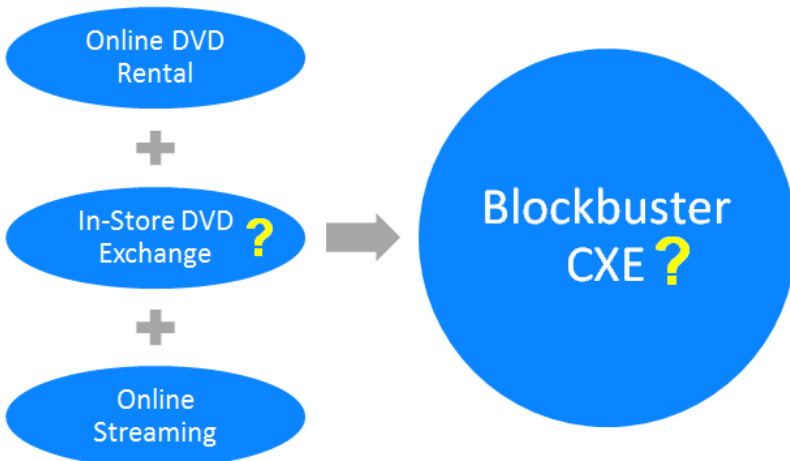 Online DVD
Rental
+
In-Store DVD
Exchange ?
+
Online
Streaming
Blockbuster
CXE ?